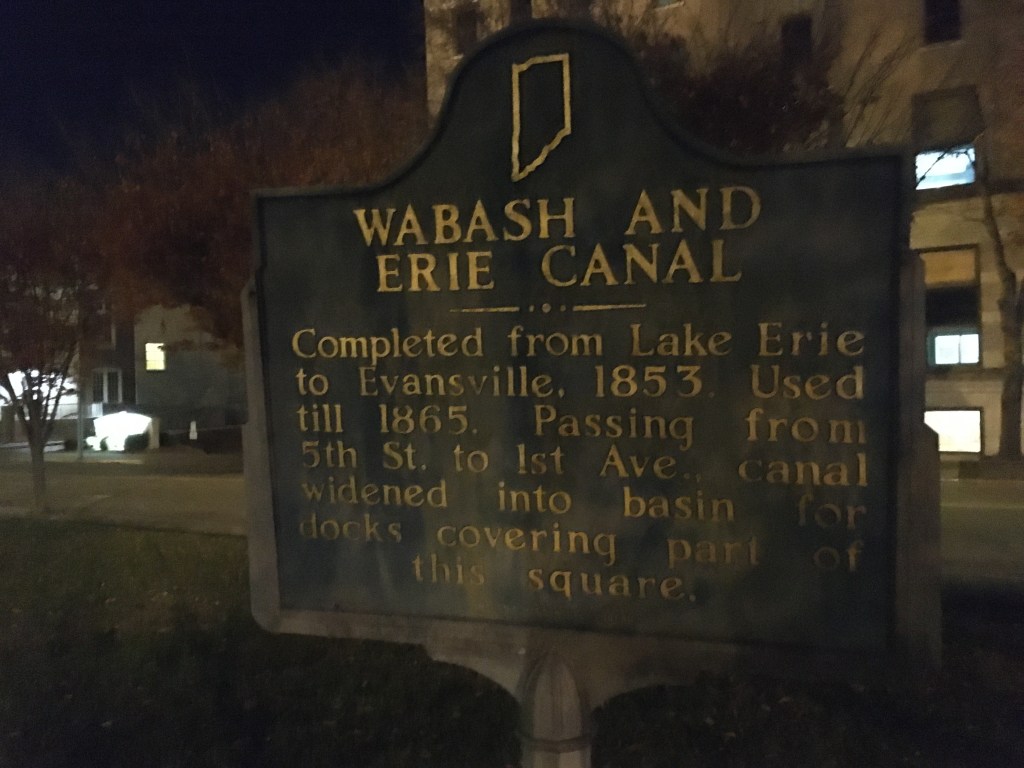 WABASH AND
ERIE CANAL
Completed from Lake Erie
to Evansville, 1853. Used
till 1865. Passing from
5th St. to 1st Ave., canal
widened into basin for
docks covering part of
this square.